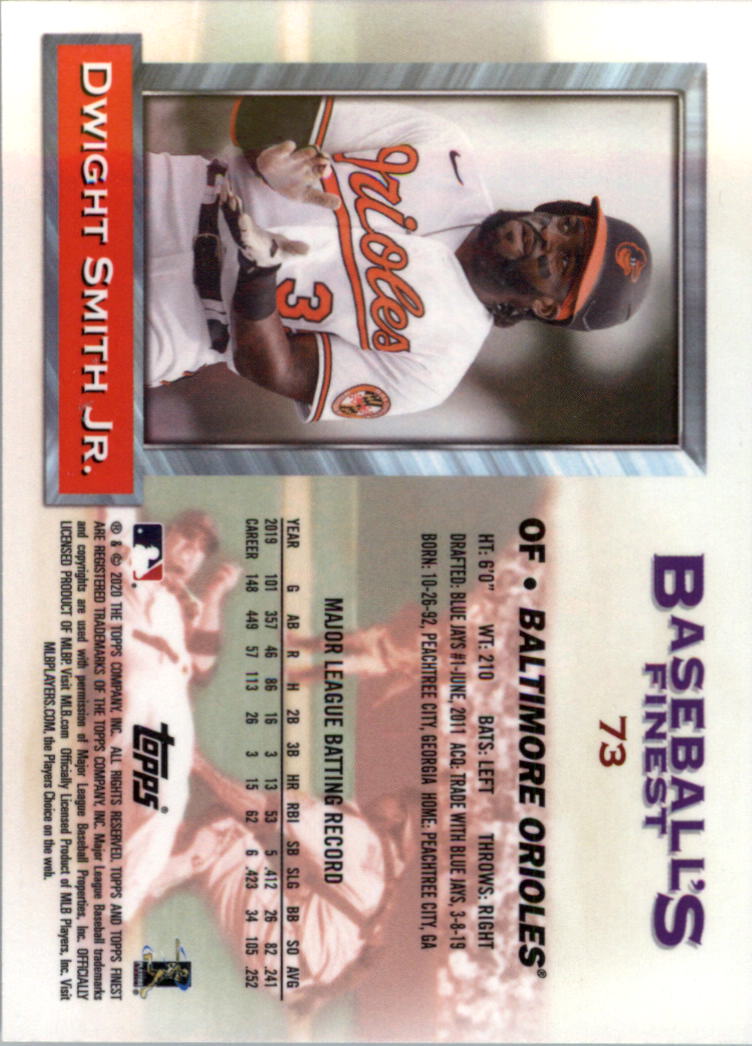 BASEBALL'S
FINEST
73
Orioles
3
DWIGHT SMITH JR.
OF • BALTIMORE ORIOLES®
HT: 6'0" WT: 210 BATS: LEFT THROWS: RIGHT
DRAFTED: BLUE JAYS #1-JUNE, 2011 ACQ: TRADE WITH BLUE JAYS, 3-8-19
BORN: 10-26-92, PEACHTREE CITY, GEORGIA HOME: PEACHTREE CITY, GA
MAJOR LEAGUE BATTING RECORD
YEAR G AB R H 2B 3B HR RBI SB SLG BB SO AVG
2019 101 357 46 86 16 3 13 53 5 .412 26 82 .241
CAREER 148 449 57 113 26 3 15 62 6 .423 34 105 .252
topps®
® & © 2020 THE TOPPS COMPANY, INC. ALL RIGHTS RESERVED. TOPPS AND TOPPS FINEST
ARE REGISTERED TRADEMARKS OF THE TOPPS COMPANY, INC. Major League Baseball trademarks
and copyrights are used with permission of Major League Baseball Properties, Inc. OFFICIALLY
LICENSED PRODUCT OF MLBP. Visit MLB.com Officially Licensed Product of MLB Players, Inc. Visit
MLBPLAYERS.COM, the Players Choice on the web.